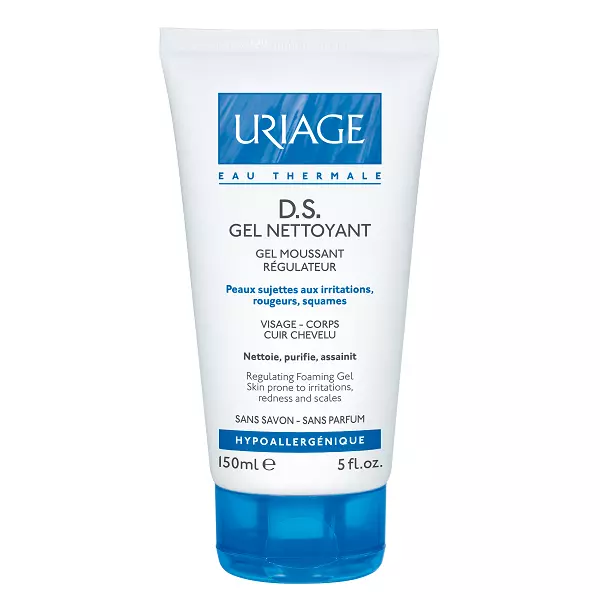 URIAGE
EAU THERMALE
D.S.
GEL NETTOYANT
GEL MOUSSANT
RÉGULATEUR
Peaux sujettes aux irritations,
rougeurs, squames
VISAGE – CORPS
CUIR CHEVELU
Nettoie, purifie, assainit
Regulating Foaming Gel
Skin prone to irritations,
redness and scales
SANS SAVON – SANS PARFUM
HYPOALLERGÉNIQUE
150ml e 5 fl.oz.